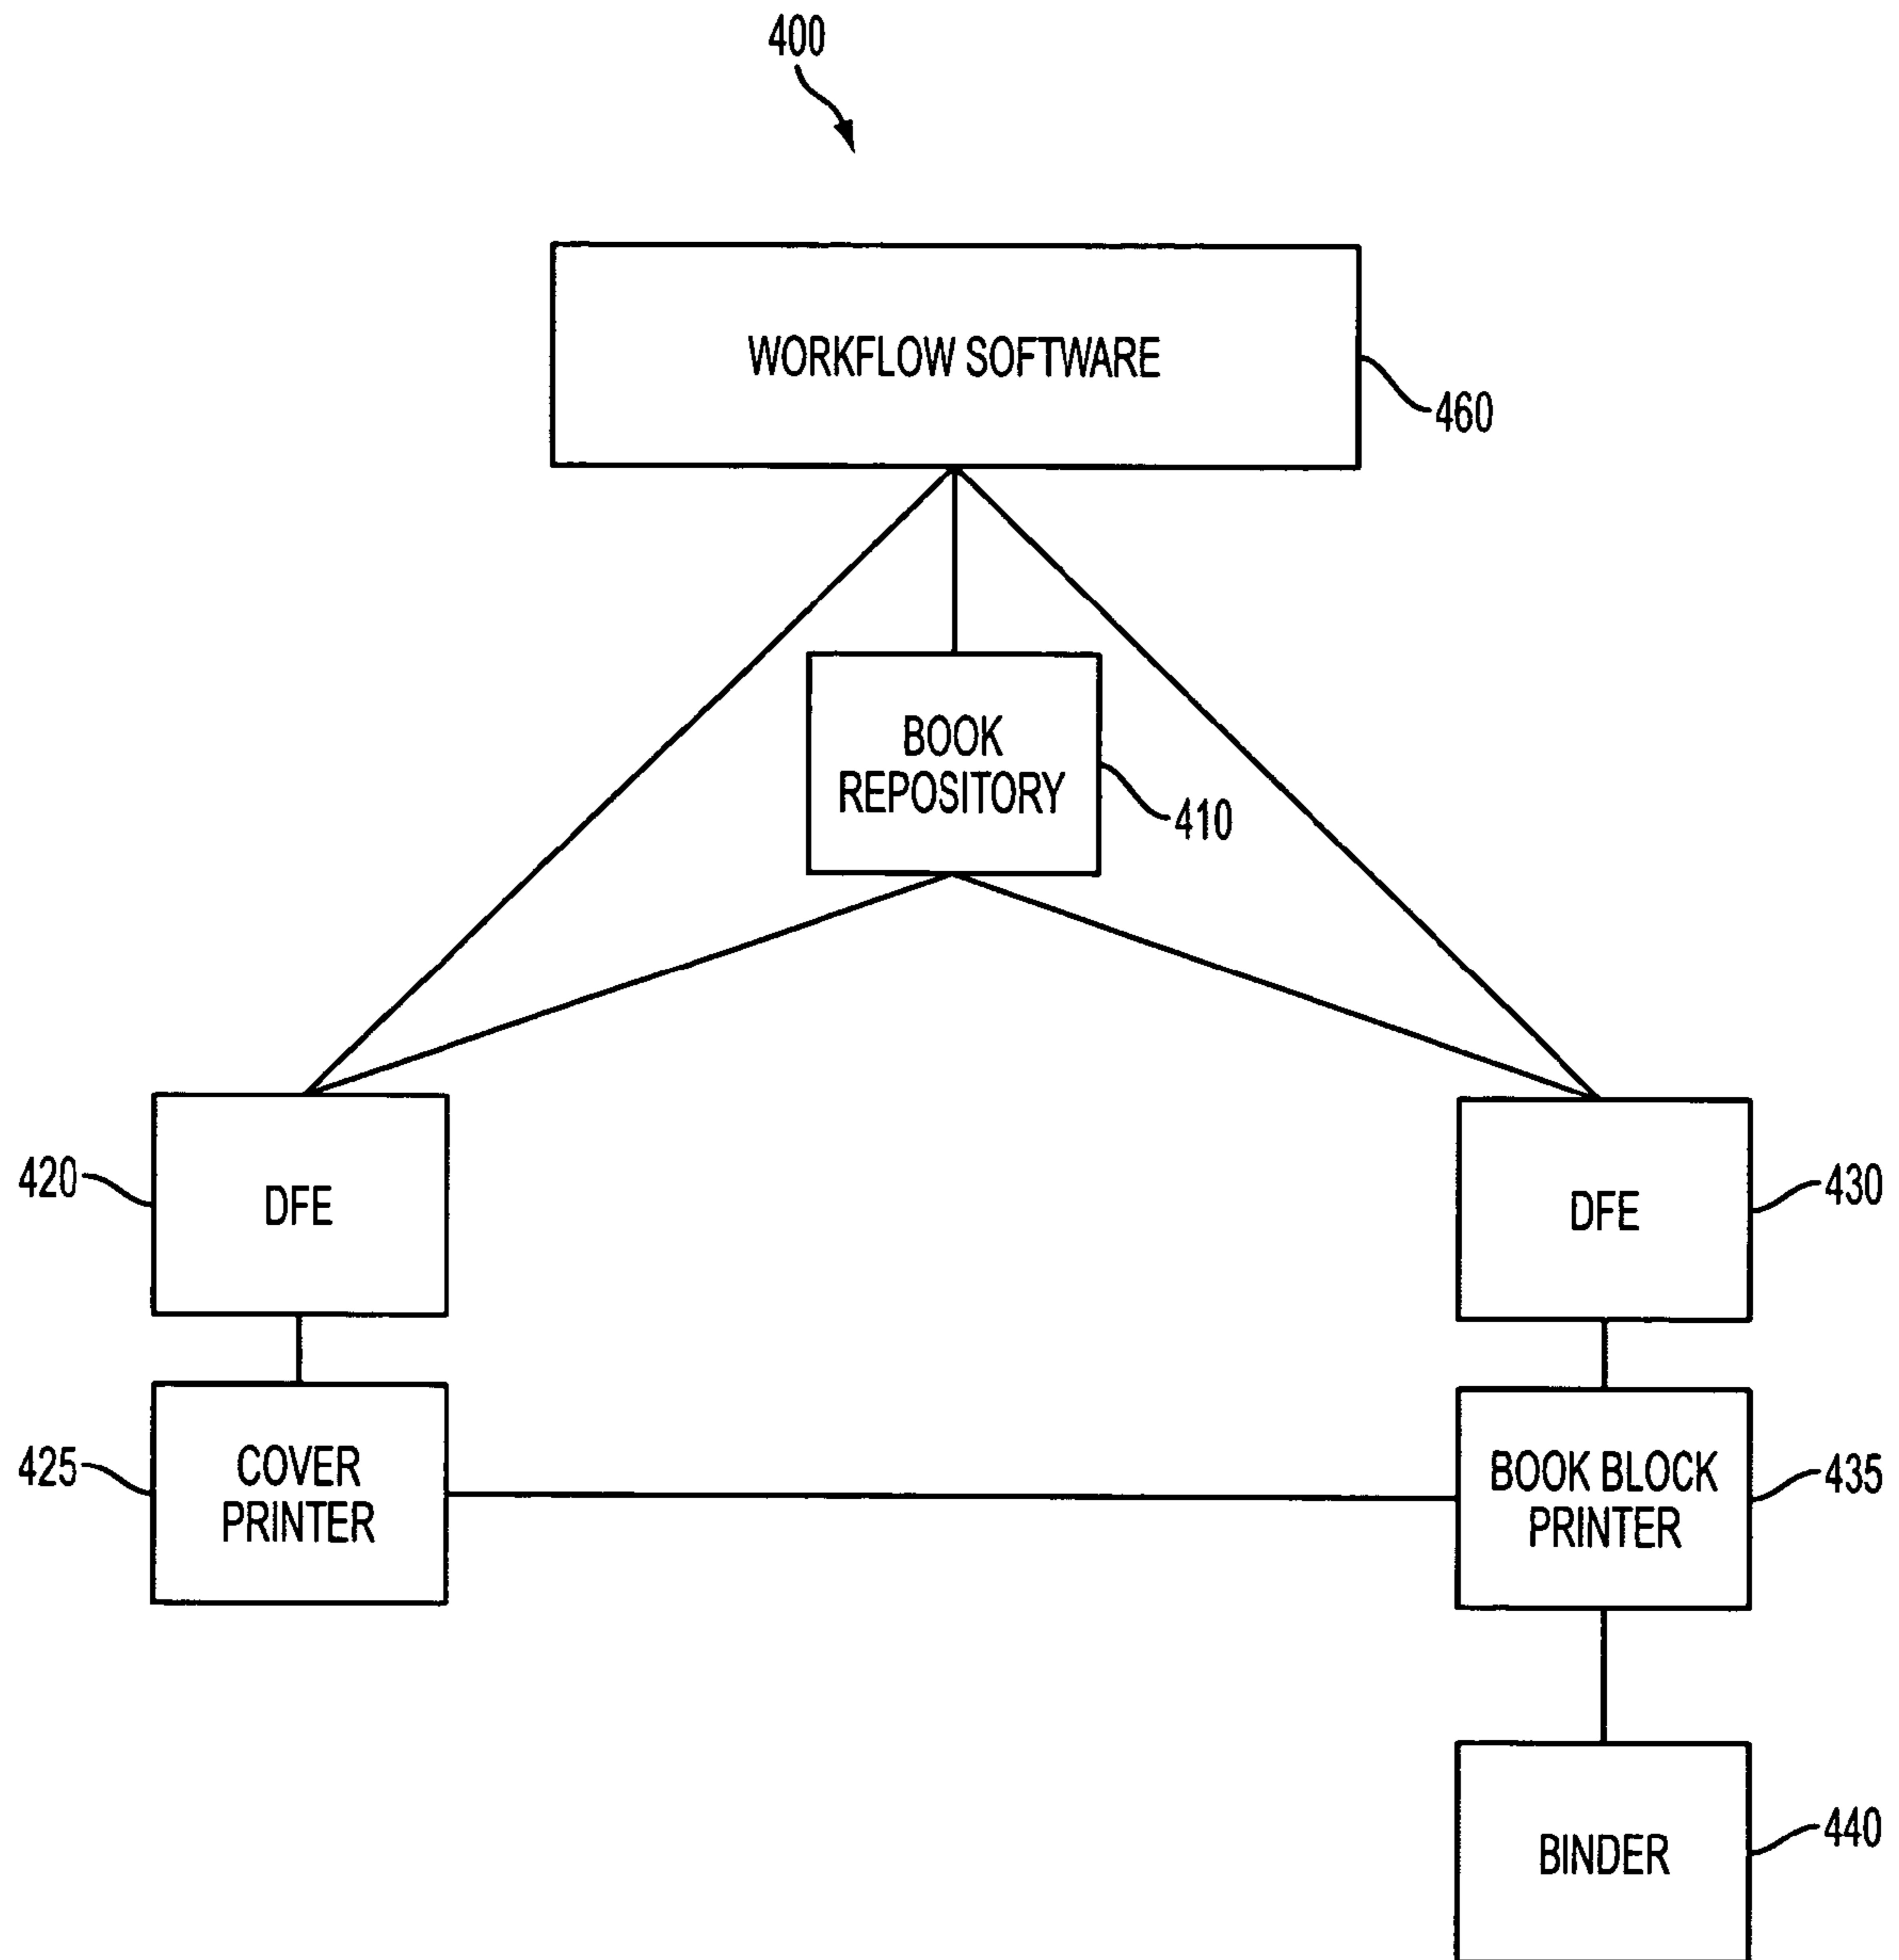 400
WORKFLOW SOFTWARE
460
BOOK
REPOSITORY
410
420
DFE
DFE
430
425
COVER
PRINTER
BOOK BLOCK
PRINTER
435
BINDER
440